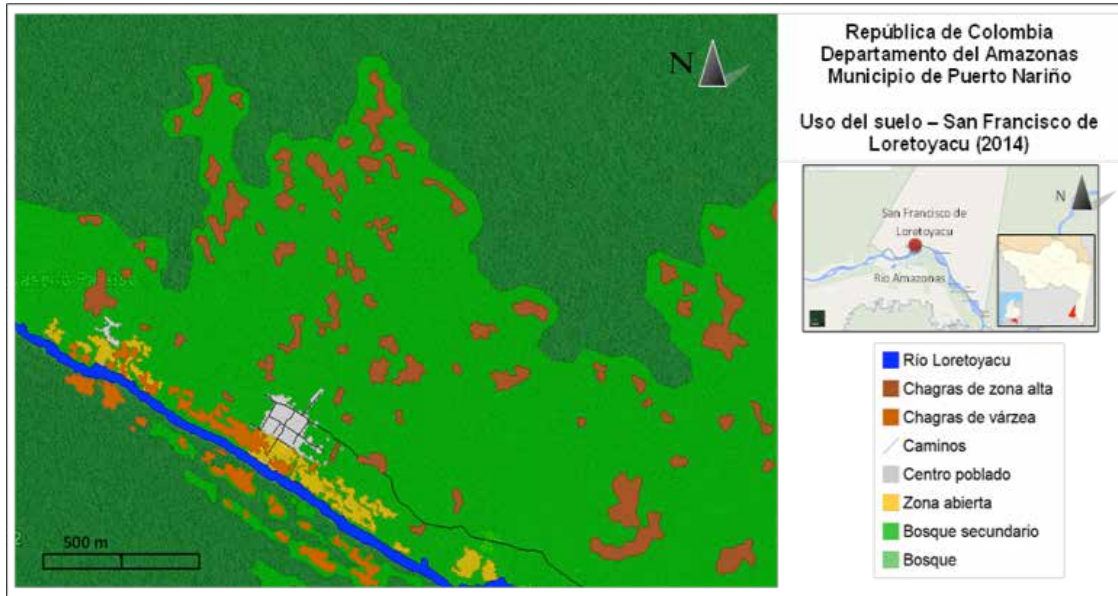 N
500 m
República de Colombia
Departamento del Amazonas
Municipio de Puerto Nariño
Uso del suelo – San Francisco de
Loretoyacu (2014)
N
San Francisco de
Loretoyacu
Río Amazonas
Río Loretoyacu
Chagras de zona alta
Chagras de várzea
Caminos
Centro poblado
Zona abierta
Bosque secundario
Bosque